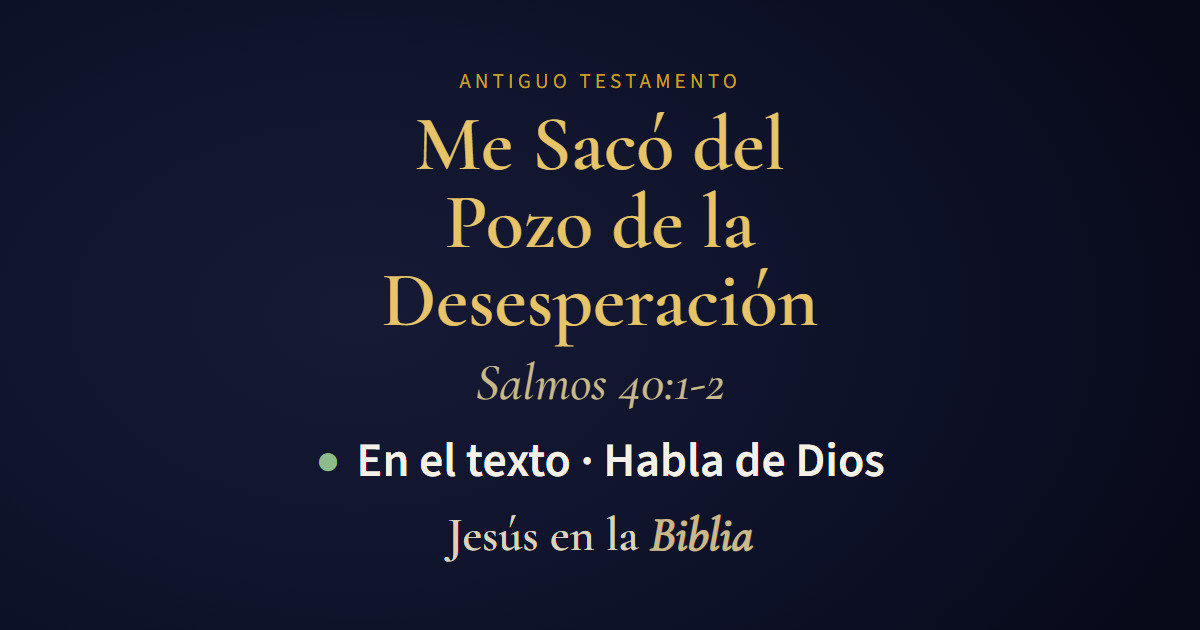 ANTIGUO TESTAMENTO
Me Sacó del
Pozo de la
Desesperación
Salmos 40:1-2
En el texto · Habla de Dios
Jesús en la Biblia